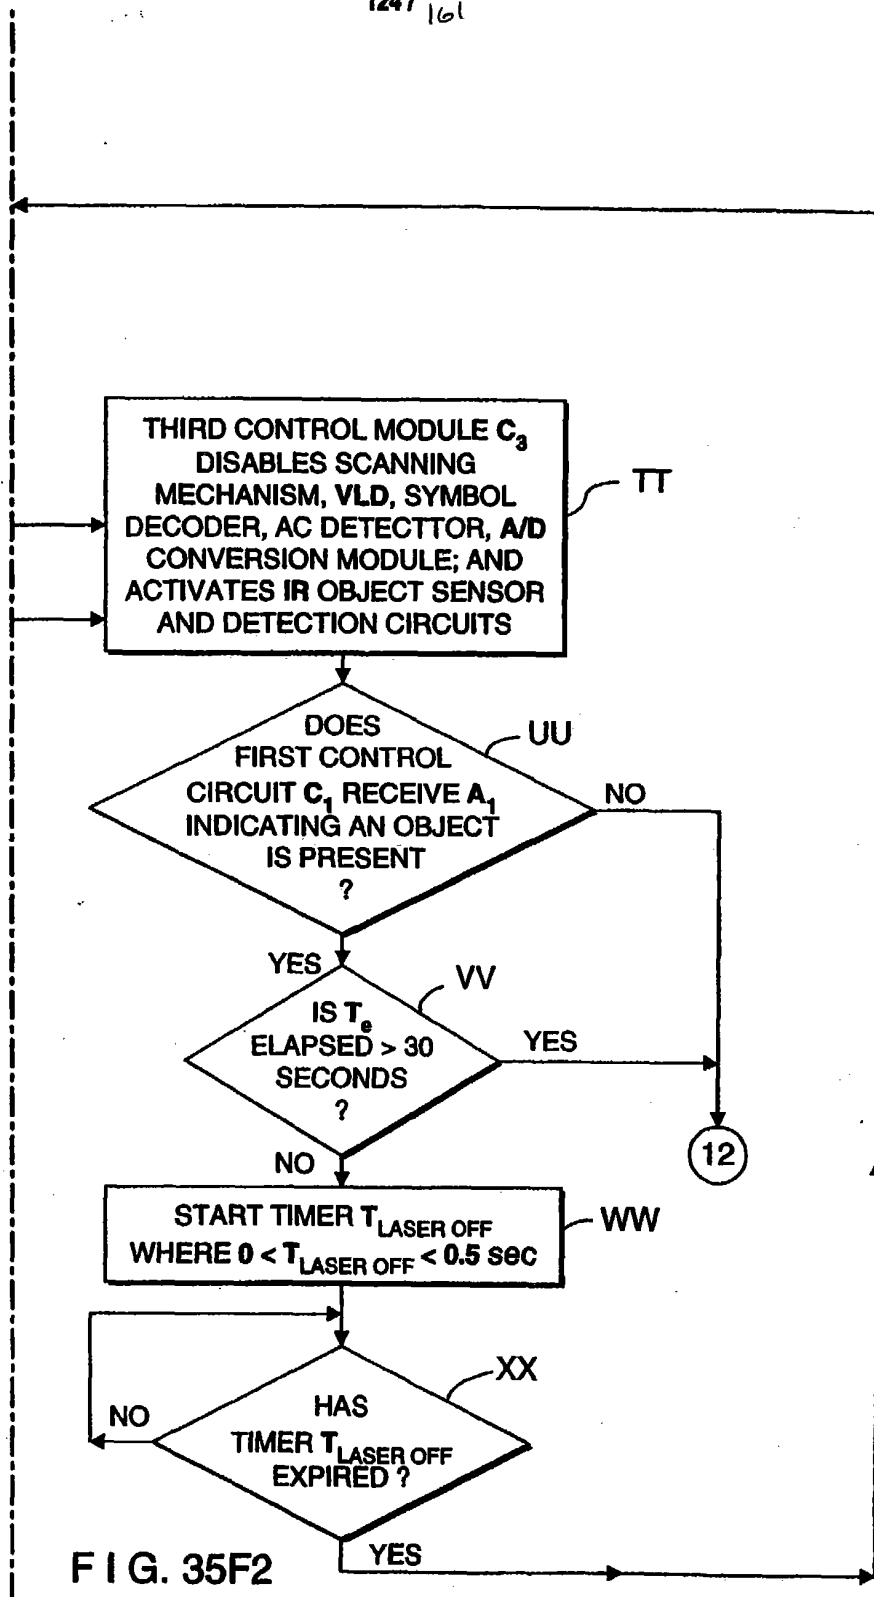 1247 161
THIRD CONTROL MODULE C3
DISABLES SCANNING
MECHANISM, VLD, SYMBOL
DECODER, AC DETECTTOR, A/D
CONVERSION MODULE; AND
ACTIVATES IR OBJECT SENSOR
AND DETECTION CIRCUITS
TT
DOES
FIRST CONTROL
CIRCUIT C1 RECEIVE A1
INDICATING AN OBJECT
IS PRESENT
?
UU
NO
YES
IS Te
ELAPSED > 30
SECONDS
?
VV
YES
12
NO
START TIMER TLASER OFF
WHERE 0 < TLASER OFF < 0.5 sec
WW
HAS
TIMER TLASER OFF
EXPIRED ?
XX
NO
YES
FIG. 35F2